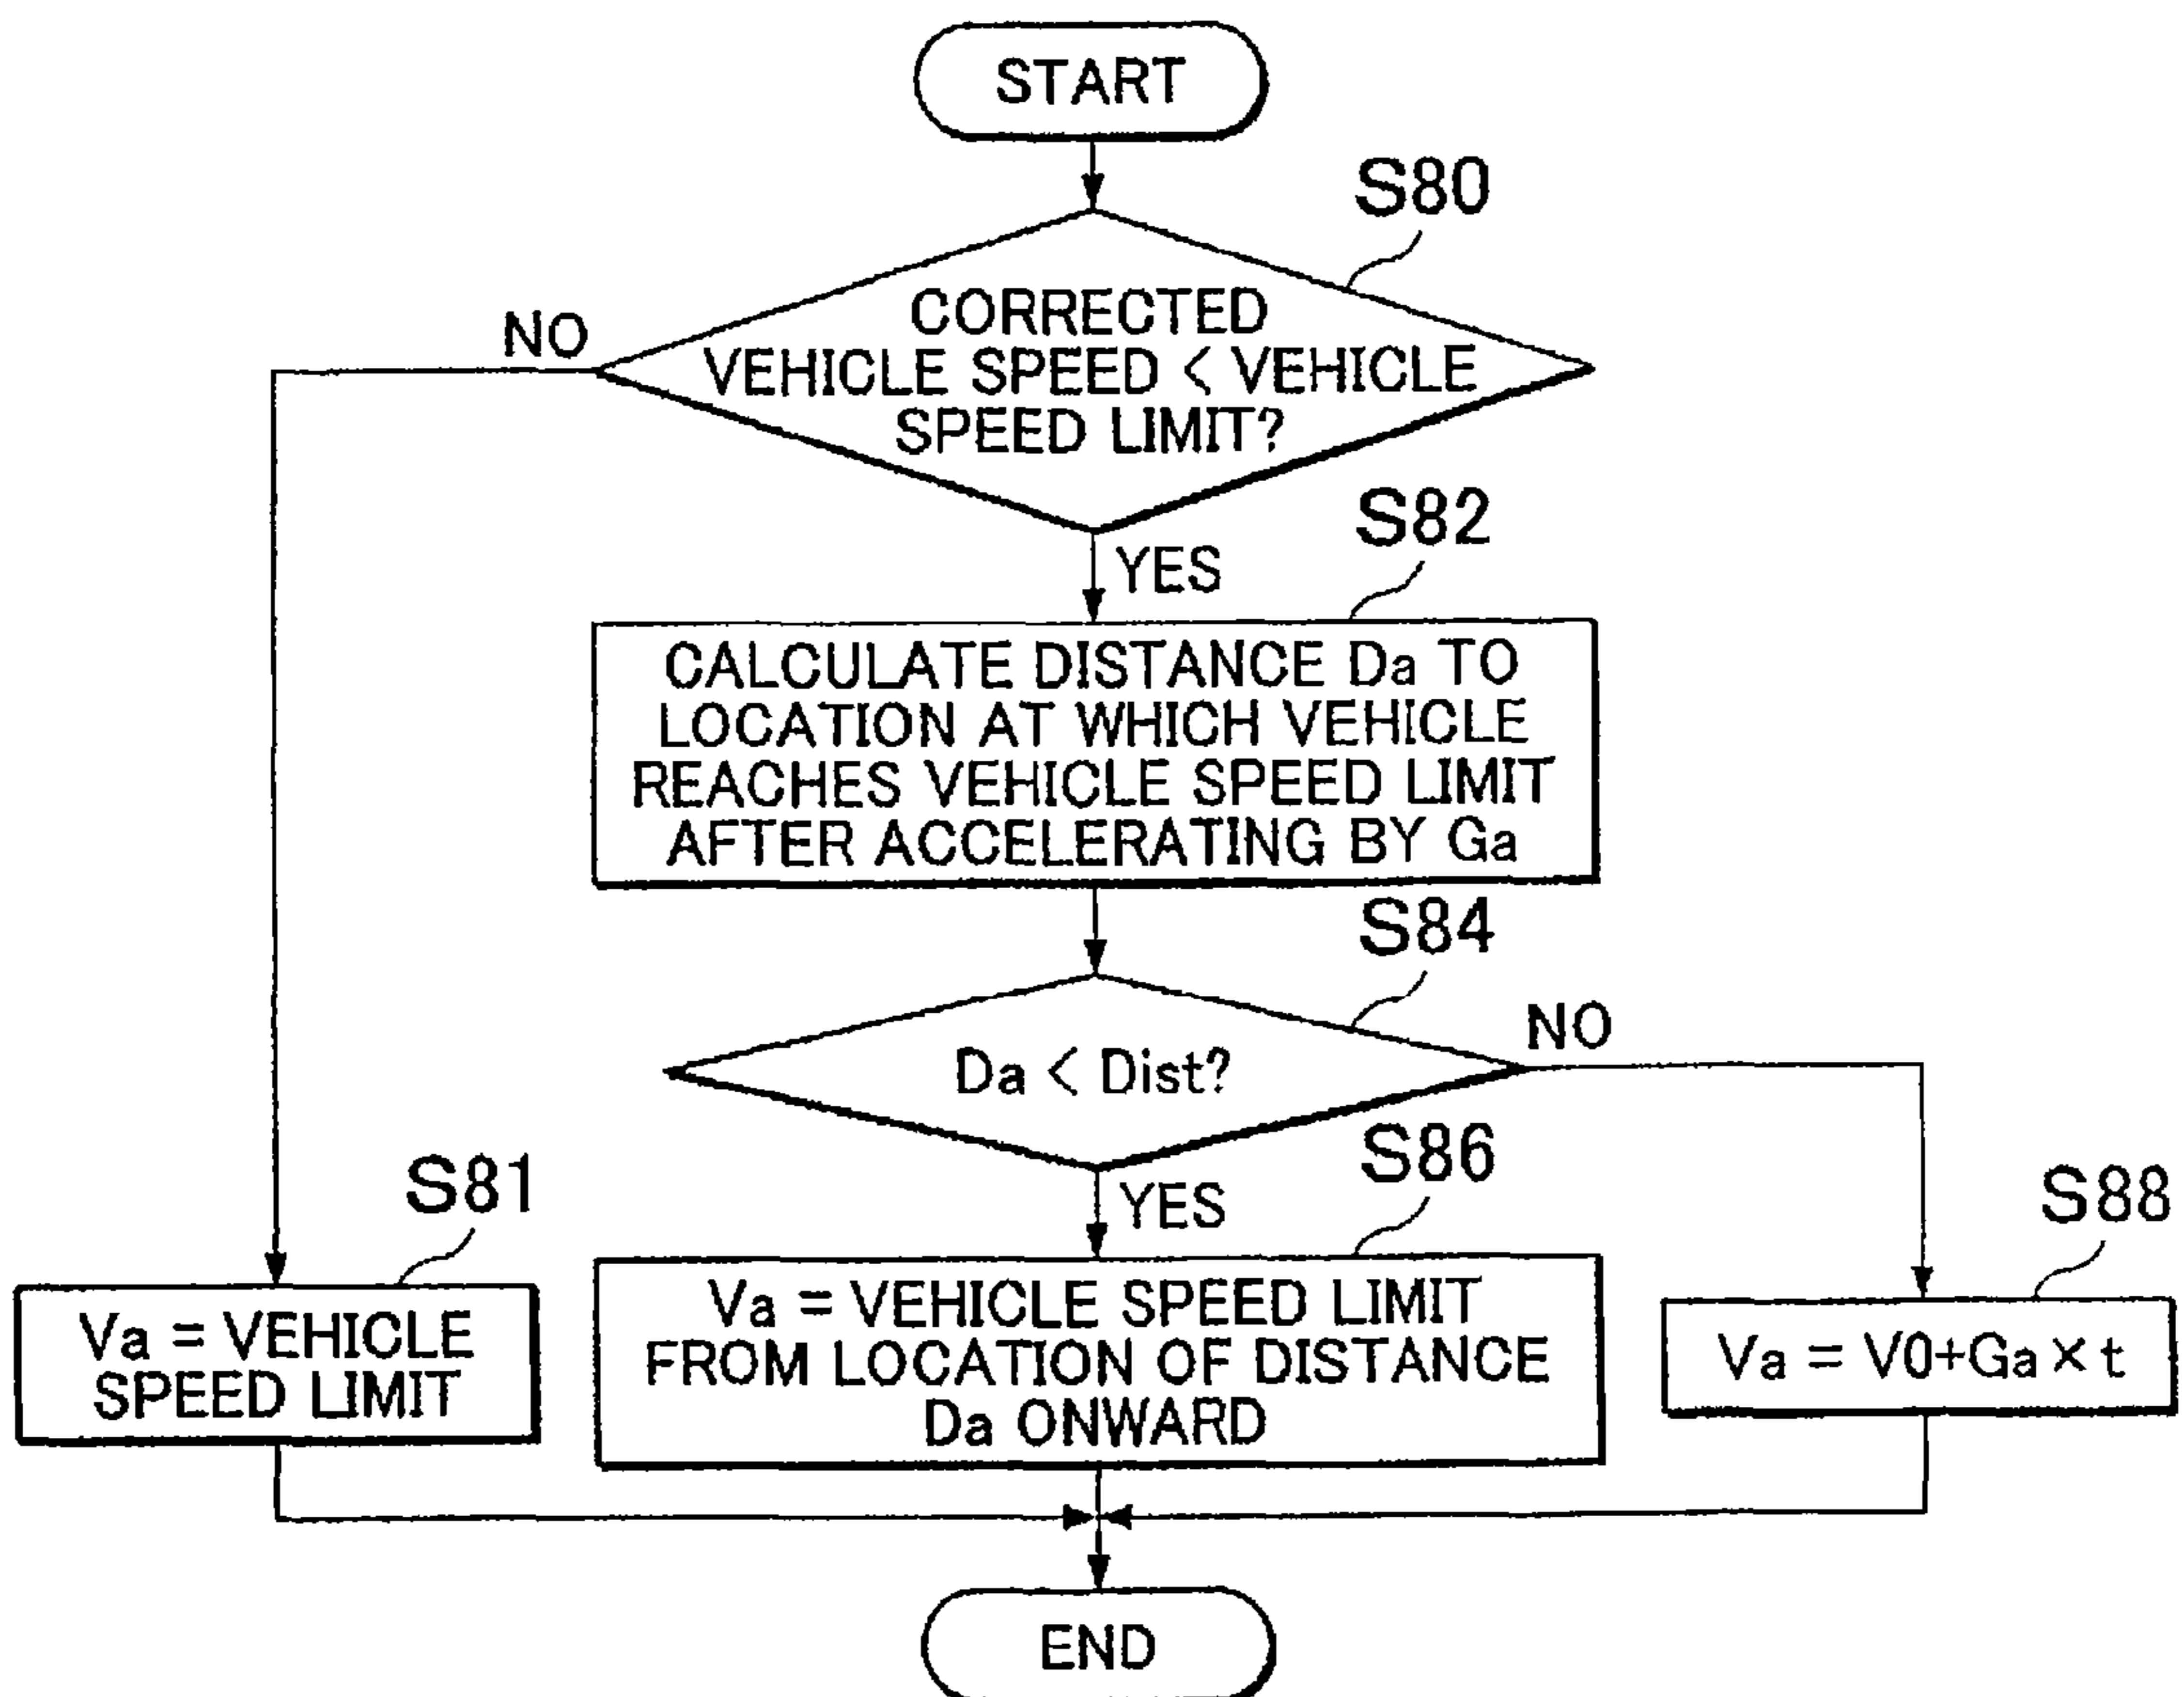 START
S80
CORRECTED
VEHICLE SPEED < VEHICLE
SPEED LIMIT?
NO
S82
YES
CALCULATE DISTANCE Da TO
LOCATION AT WHICH VEHICLE
REACHES VEHICLE SPEED LIMIT
AFTER ACCELERATING BY Ga
S84
Da < Dist?
NO
S86
YES
S81
S88
Va = VEHICLE
SPEED LIMIT
Va = VEHICLE SPEED LIMIT
FROM LOCATION OF DISTANCE
Da ONWARD
Va = V0+Ga×t
END